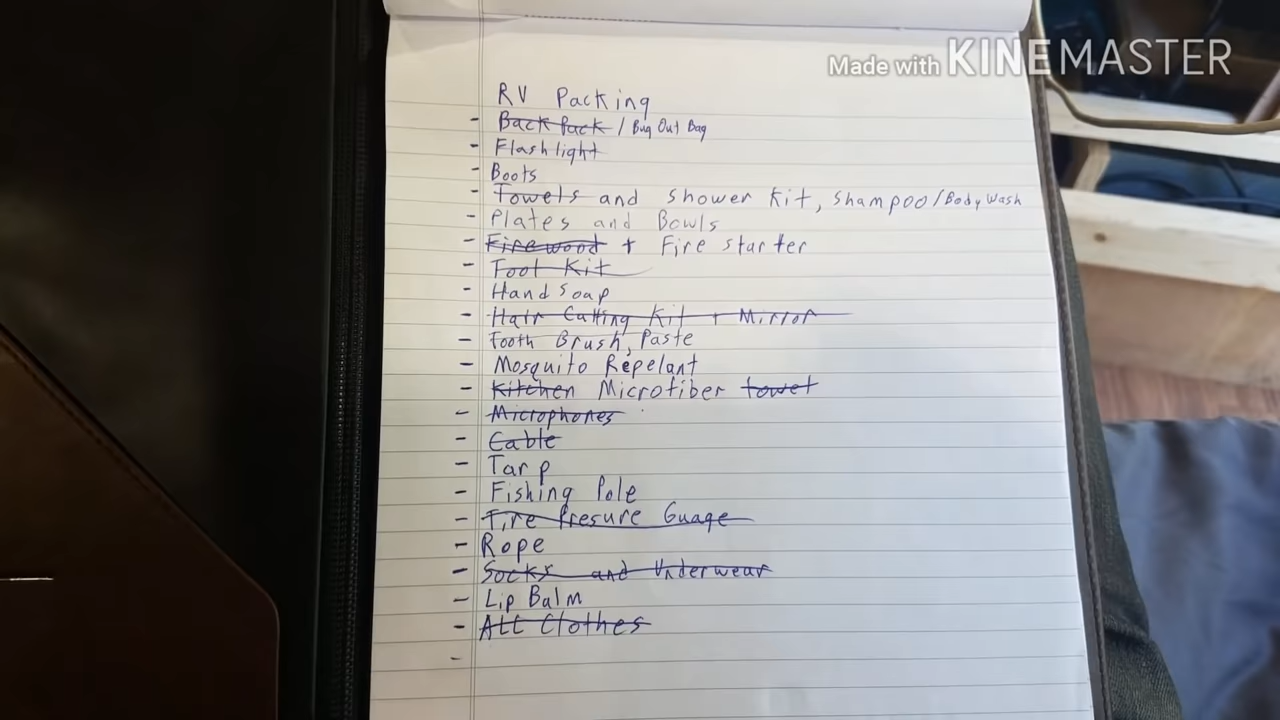 Made with KINEMASTER
RV Packing
- Back Pack / Bug Out Bag
- Flashlight
- Boots
- Towels and Shower Kit, Shampoo/Body Wash
- Plates and Bowls
- Firewood + Fire starter
- Foot Kit
- Hand soap
- Hair Cutting Kit + Mirror
- Tooth Brush, Paste
- Mosquito Repelant
- Kitchen Microfiber towel
- Microphones
- Cable
- Tarp
- Fishing Pole
- Tire Presure Guage
- Rope
- Socks and Underwear
- Lip Balm
- ALL Clothes
-